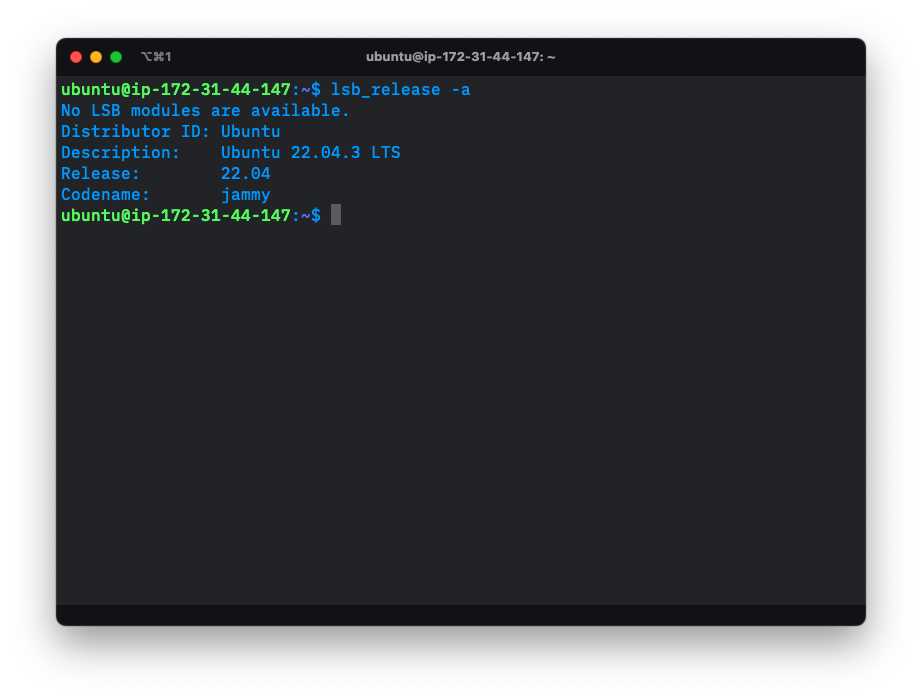 ⌥⌘1 ubuntu@ip-172-31-44-147: ~
ubuntu@ip-172-31-44-147:~$ lsb_release -a
No LSB modules are available.
Distributor ID: Ubuntu
Description:    Ubuntu 22.04.3 LTS
Release:        22.04
Codename:       jammy
ubuntu@ip-172-31-44-147:~$